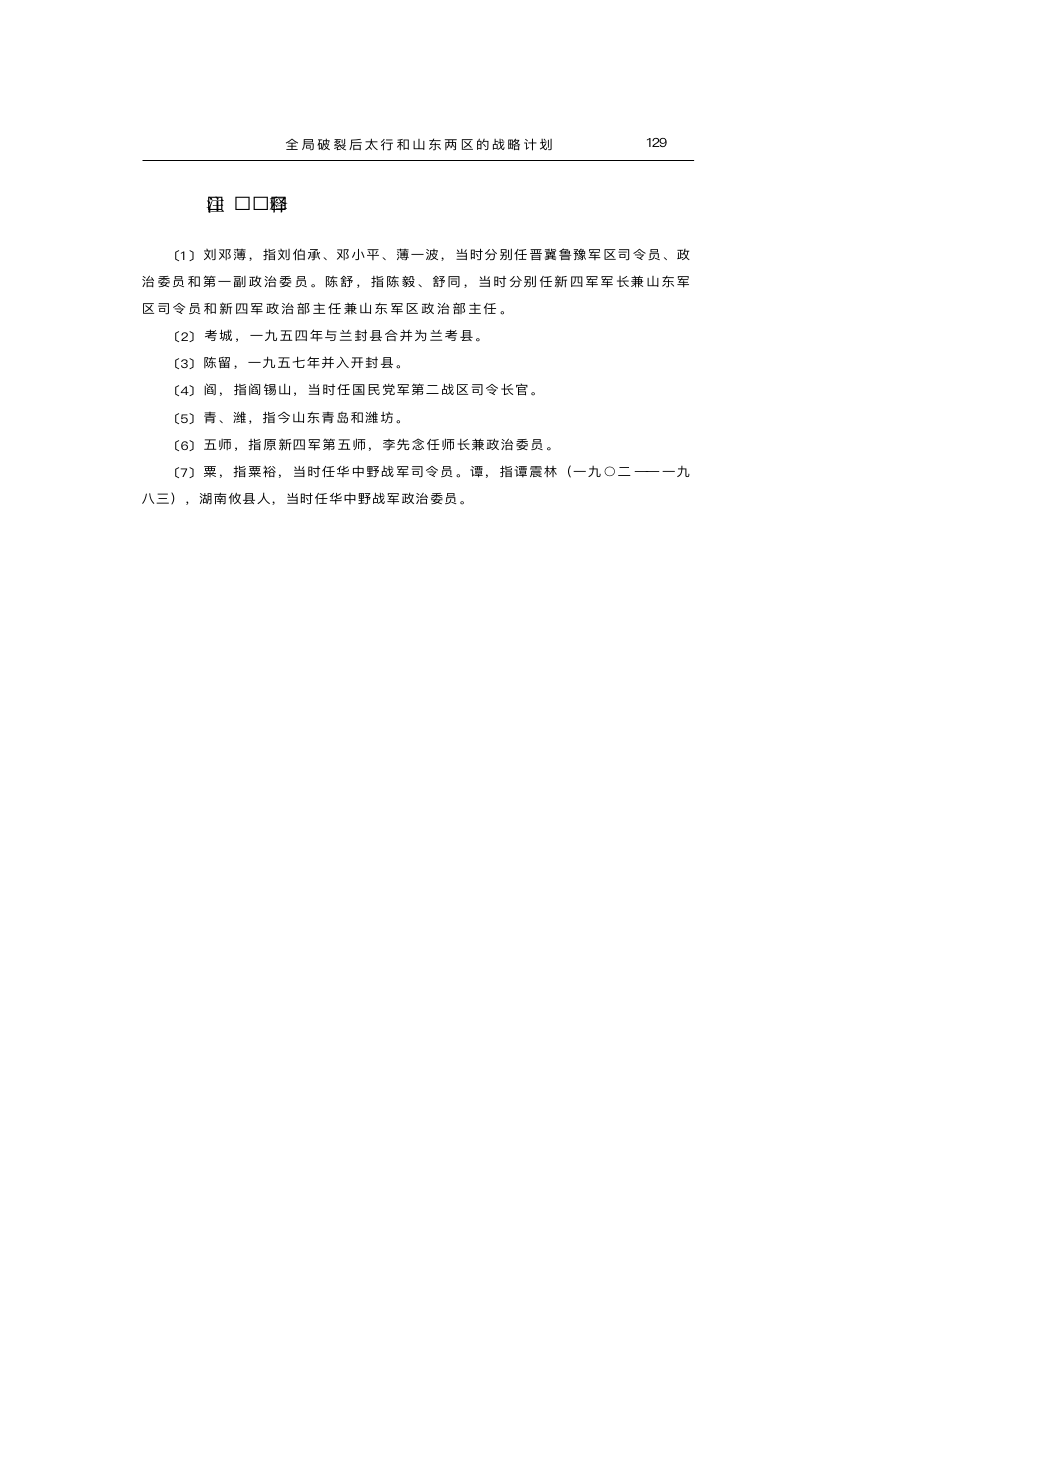 全局破裂后太行和山东两区的战略计划 129
注 □□释
〔1〕刘邓薄，指刘伯承、邓小平、薄一波，当时分别任晋冀鲁豫军区司令员、政
治委员和第一副政治委员。陈舒，指陈毅、舒同，当时分别任新四军军长兼山东军
区司令员和新四军政治部主任兼山东军区政治部主任。
〔2〕考城，一九五四年与兰封县合并为兰考县。
〔3〕陈留，一九五七年并入开封县。
〔4〕阎，指阎锡山，当时任国民党军第二战区司令长官。
〔5〕青、潍，指今山东青岛和潍坊。
〔6〕五师，指原新四军第五师，李先念任师长兼政治委员。
〔7〕粟，指粟裕，当时任华中野战军司令员。谭，指谭震林（一九〇二——一九
八三），湖南攸县人，当时任华中野战军政治委员。